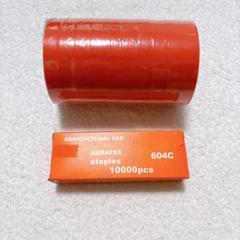 AGRICULTURAL USE
AGRAFES
staples 604C
10000pcs